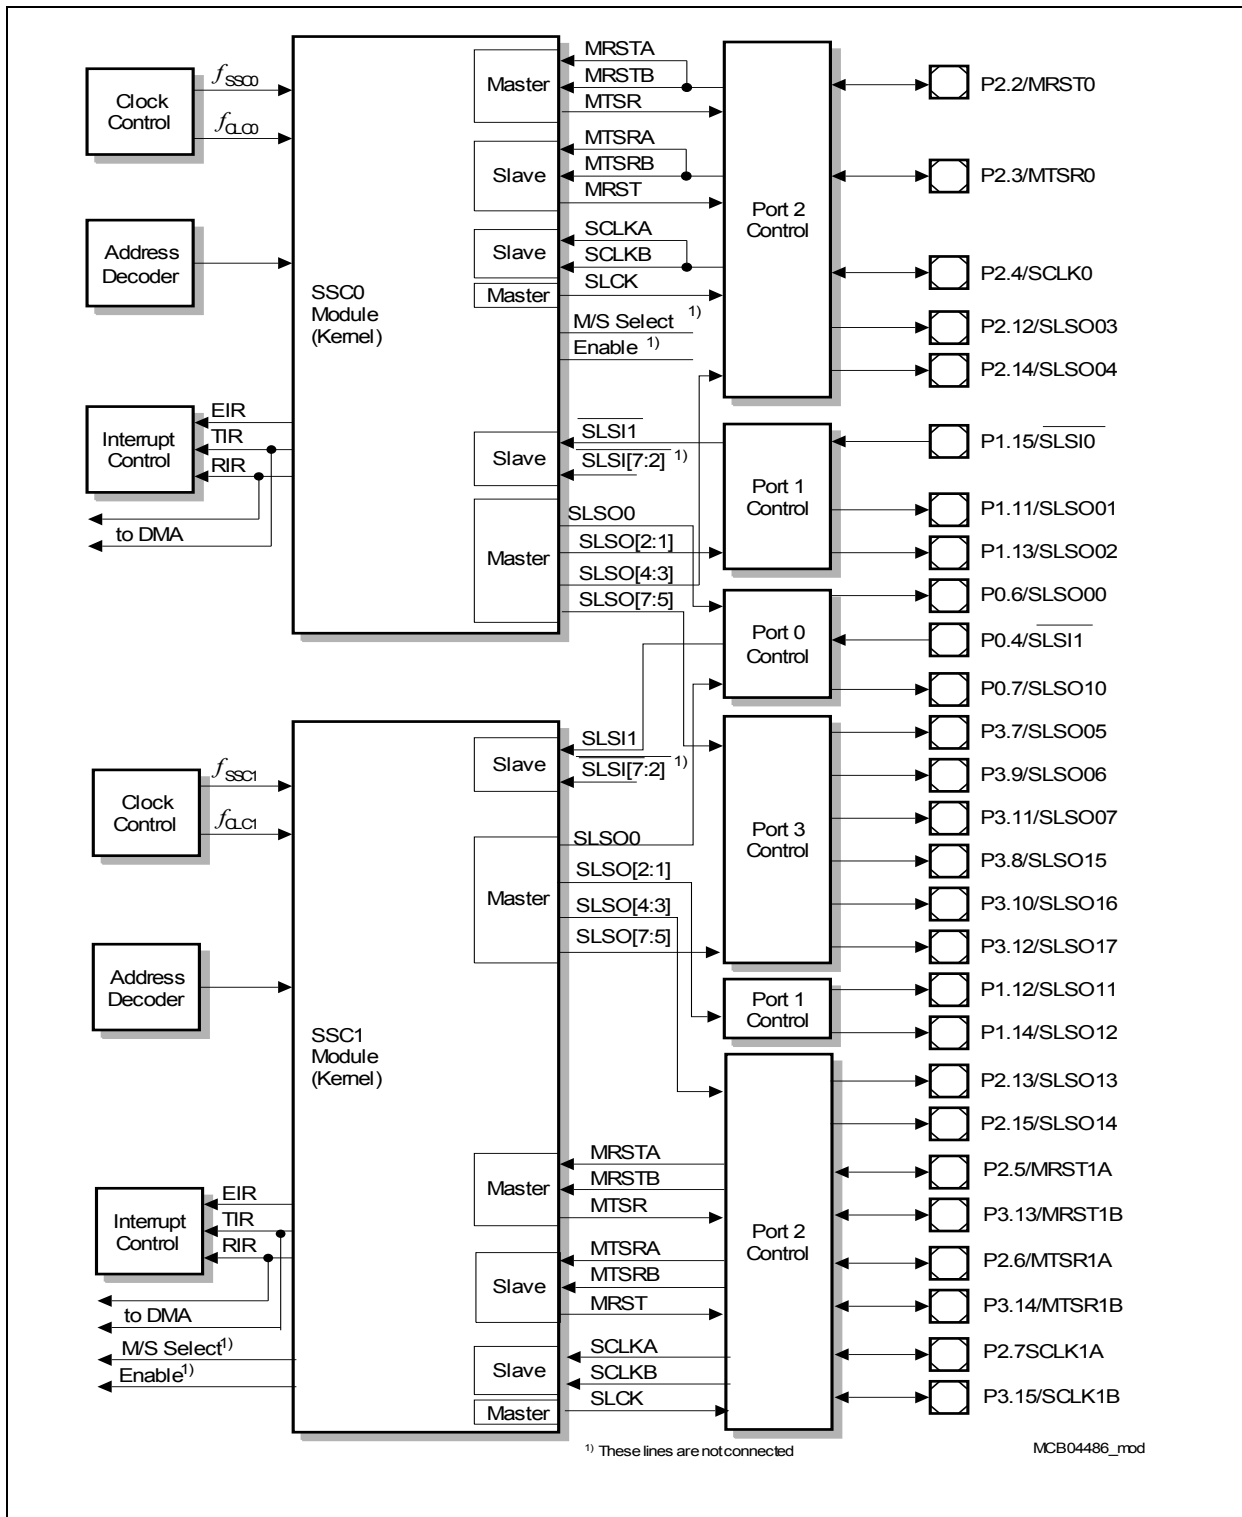 Clock
Control
fSSC0
fCLC0
Address
Decoder
Interrupt
Control
EIR
TIR
RIR
to DMA
SSC0
Module
(Kernel)
Master
Slave
Slave
Master
Slave
Master
MRSTA
MRSTB
MTSR
MTSRA
MTSRB
MRST
SCLKA
SCLKB
SLCK
M/S Select 1)
Enable 1)
SLSI1
SLSI[7:2] 1)
SLSO0
SLSO[2:1]
SLSO[4:3]
SLSO[7:5]
Port 2
Control
Port 1
Control
Port 0
Control
P2.2/MRST0
P2.3/MTSR0
P2.4/SCLK0
P2.12/SLSO03
P2.14/SLSO04
P1.15/SLSI0
P1.11/SLSO01
P1.13/SLSO02
P0.6/SLSO00
P0.4/SLSI1
P0.7/SLSO10
Clock
Control
fSSC1
fCLC1
Address
Decoder
Interrupt
Control
EIR
TIR
RIR
to DMA
M/S Select1)
Enable1)
SSC1
Module
(Kernel)
Slave
Master
Master
Slave
Slave
Master
SLSI1
SLSI[7:2] 1)
SLSO0
SLSO[2:1]
SLSO[4:3]
SLSO[7:5]
MRSTA
MRSTB
MTSR
MTSRA
MTSRB
MRST
SCLKA
SCLKB
SLCK
Port 3
Control
Port 1
Control
Port 2
Control
P3.7/SLSO05
P3.9/SLSO06
P3.11/SLSO07
P3.8/SLSO15
P3.10/SLSO16
P3.12/SLSO17
P1.12/SLSO11
P1.14/SLSO12
P2.13/SLSO13
P2.15/SLSO14
P2.5/MRST1A
P3.13/MRST1B
P2.6/MTSR1A
P3.14/MTSR1B
P2.7SCLK1A
P3.15/SCLK1B
1) These lines are not connected
MCB04486_mod